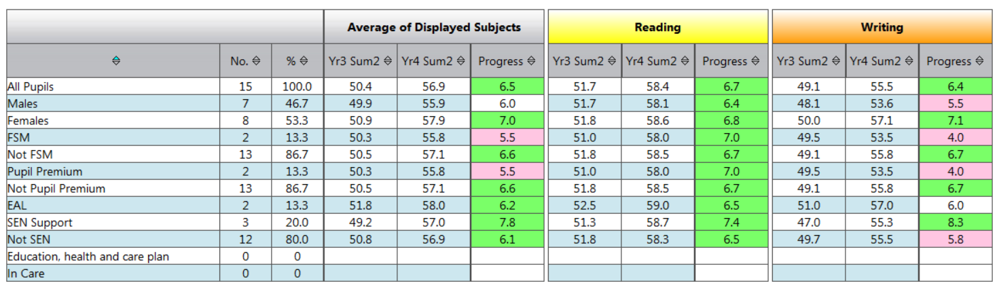 Average of Displayed Subjects Reading Writing
No. % Yr3 Sum2 Yr4 Sum2 Progress Yr3 Sum2 Yr4 Sum2 Progress Yr3 Sum2 Yr4 Sum2 Progress
All Pupils 15 100.0 50.4 56.9 6.5 51.7 58.4 6.7 49.1 55.5 6.4
Males 7 46.7 49.9 55.9 6.0 51.7 58.1 6.4 48.1 53.6 5.5
Females 8 53.3 50.9 57.9 7.0 51.8 58.6 6.8 50.0 57.1 7.1
FSM 2 13.3 50.3 55.8 5.5 51.0 58.0 7.0 49.5 53.5 4.0
Not FSM 13 86.7 50.5 57.1 6.6 51.8 58.5 6.7 49.1 55.8 6.7
Pupil Premium 2 13.3 50.3 55.8 5.5 51.0 58.0 7.0 49.5 53.5 4.0
Not Pupil Premium 13 86.7 50.5 57.1 6.6 51.8 58.5 6.7 49.1 55.8 6.7
EAL 2 13.3 51.8 58.0 6.2 52.5 59.0 6.5 51.0 57.0 6.0
SEN Support 3 20.0 49.2 57.0 7.8 51.3 58.7 7.4 47.0 55.3 8.3
Not SEN 12 80.0 50.8 56.9 6.1 51.8 58.3 6.5 49.7 55.5 5.8
Education, health and care plan 0 0
In Care 0 0